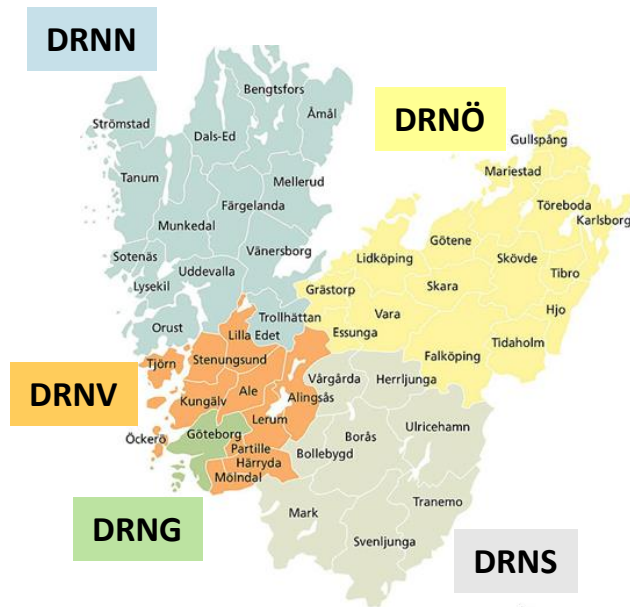 DRNN
Bengtsfors
Strömstad
Åmål
Dals-Ed
DRNÖ
Gullspång
Mariestad
Tanum
Mellerud
Töreboda
Färgelanda
Karlsborg
Munkedal
Götene
Sotenäs
Vänersborg
Lidköping
Skövde
Uddevalla
Tibro
Lysekil
Grästorp
Skara
Hjo
Orust
Trollhättan
Vara
Lilla Edet
Essunga
Tidaholm
Tjörn
Stenungsund
Falköping
Vårgårda
Herrljunga
DRNV
Kungälv
Ale
Alingsås
Lerum
Ulricehamn
Öckerö
Göteborg
Borås
Partille
Bollebygd
Härryda
Mölndal
Tranemo
Mark
DRNG
Svenljunga
DRNS